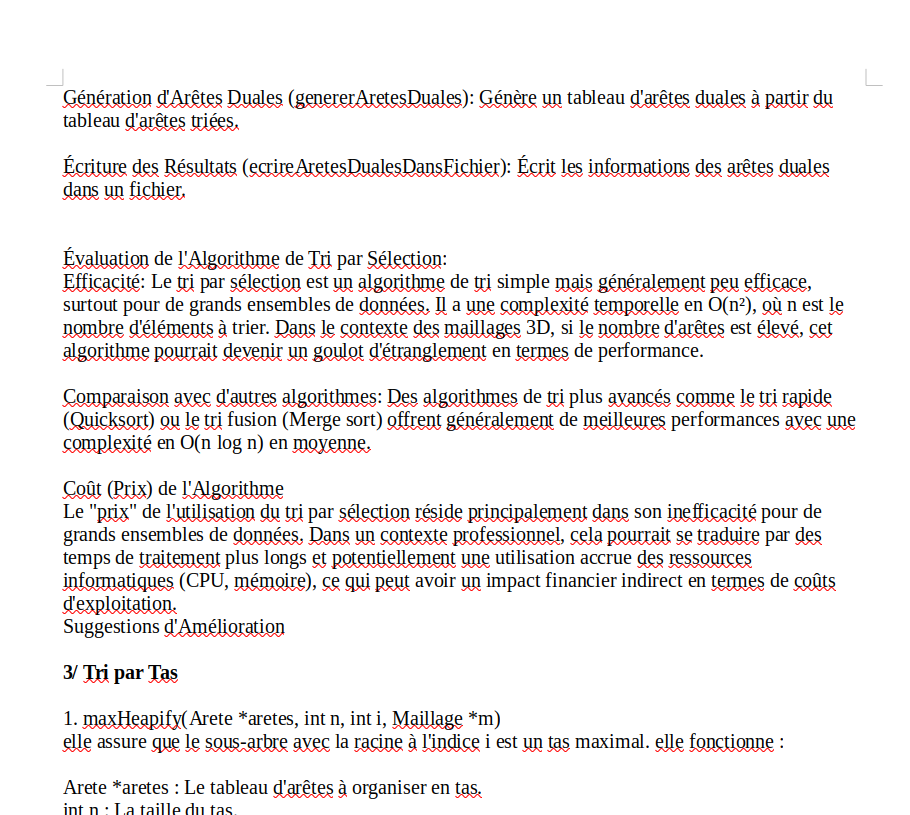 Génération d'Arêtes Duales (genererAretesDuales): Génère un tableau d'arêtes duales à partir du
tableau d'arêtes triées.
Écriture des Résultats (ecrireAretesDualesDansFichier): Écrit les informations des arêtes duales
dans un fichier.
Évaluation de l'Algorithme de Tri par Sélection:
Efficacité: Le tri par sélection est un algorithme de tri simple mais généralement peu efficace,
surtout pour de grands ensembles de données. Il a une complexité temporelle en O(n²), où n est le
nombre d'éléments à trier. Dans le contexte des maillages 3D, si le nombre d'arêtes est élevé, cet
algorithme pourrait devenir un goulot d'étranglement en termes de performance.
Comparaison avec d'autres algorithmes: Des algorithmes de tri plus avancés comme le tri rapide
(Quicksort) ou le tri fusion (Merge sort) offrent généralement de meilleures performances avec une
complexité en O(n log n) en moyenne.
Coût (Prix) de l'Algorithme
Le "prix" de l'utilisation du tri par sélection réside principalement dans son inefficacité pour de
grands ensembles de données. Dans un contexte professionnel, cela pourrait se traduire par des
temps de traitement plus longs et potentiellement une utilisation accrue des ressources
informatiques (CPU, mémoire), ce qui peut avoir un impact financier indirect en termes de coûts
d'exploitation.
Suggestions d'Amélioration
3/ Tri par Tas
1. maxHeapify(Arete *aretes, int n, int i, Maillage *m)
elle assure que le sous-arbre avec la racine à l'indice i est un tas maximal. elle fonctionne :
Arete *aretes : Le tableau d'arêtes à organiser en tas.
int n : La taille du tas.